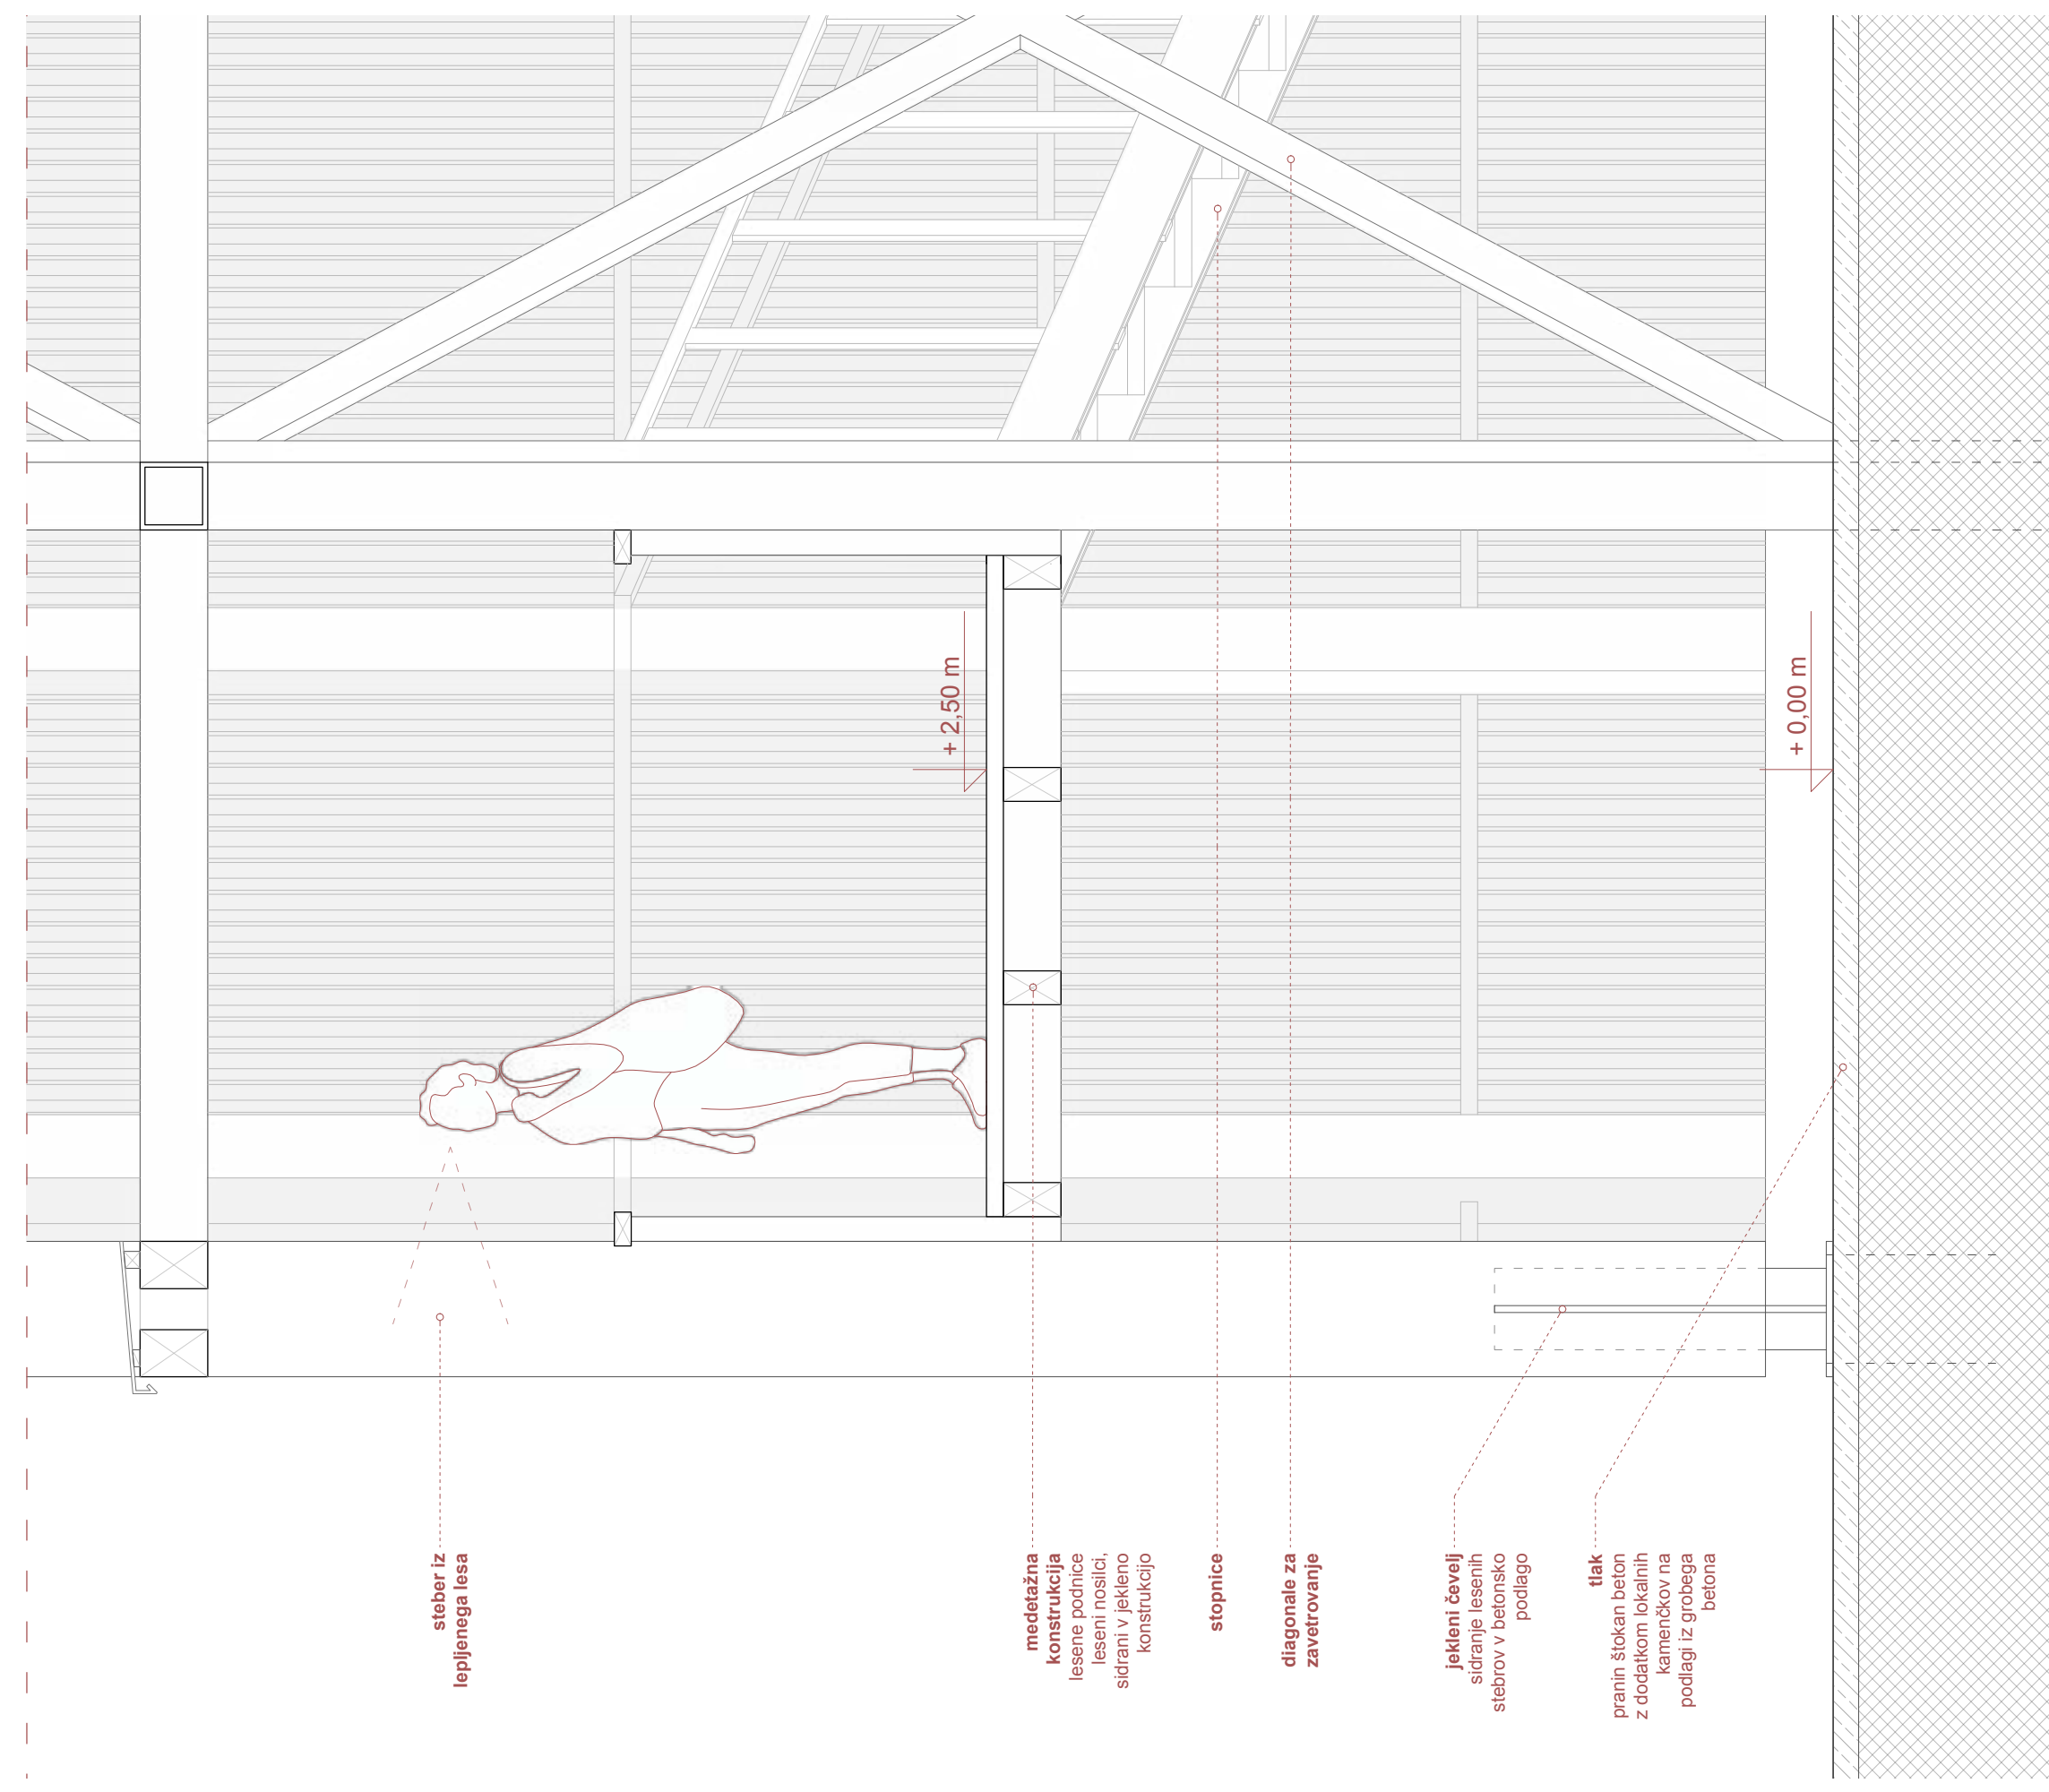 steber iz
lepljenega lesa
+ 2,50 m
medetažna
konstrukcija
lesene podnice
leseni nosilci,
sidrani v jekleno
konstrukcijo
stopnice
diagonale za
zavetrovanje
jekleni čevelj
sidranje lesenih
stebrov v betonsko
podlago
tlak
pranin štokan beton
z dodatkom lokalnih
kamenčkov na
podlagi iz grobega
betona
+ 0,00 m